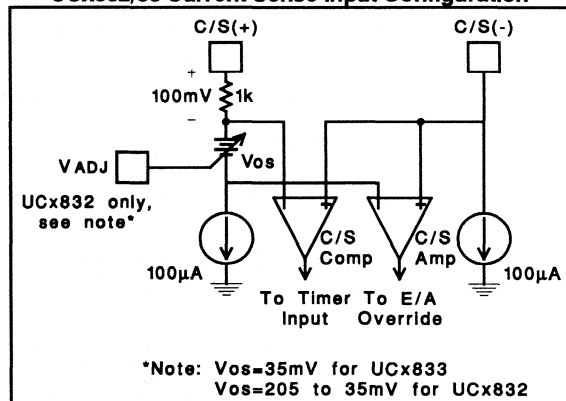 UCx832/33 Current Sense Input Configuration
C/S(+)
C/S(-)
+
100mV
1k
-
VADJ
Vos
UCx832 only,
see note*
C/S
Comp
C/S
Amp
100µA
100µA
To Timer
Input
To E/A
Override
*Note: Vos=35mV for UCx833
Vos=205 to 35mV for UCx832